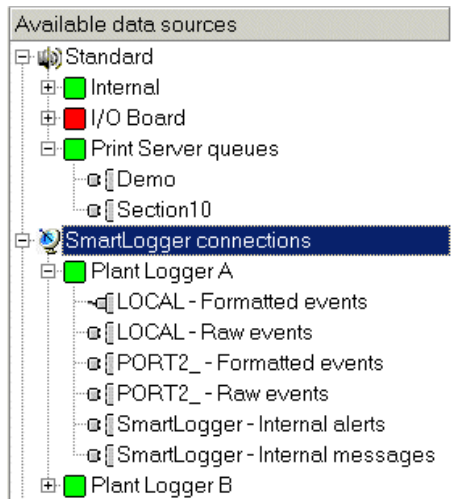 Available data sources
Standard
Internal
I/O Board
Print Server queues
Demo
Section10
SmartLogger connections
Plant Logger A
LOCAL - Formatted events
LOCAL - Raw events
PORT2_ - Formatted events
PORT2_ - Raw events
SmartLogger - Internal alerts
SmartLogger - Internal messages
Plant Logger B